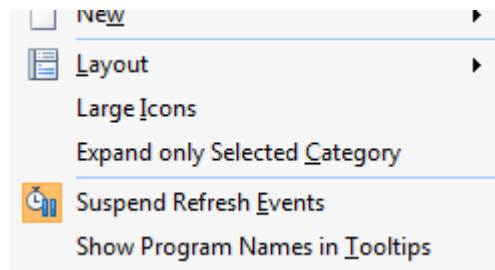 New
Layout
Large Icons
Expand only Selected Category
Suspend Refresh Events
Show Program Names in Tooltips